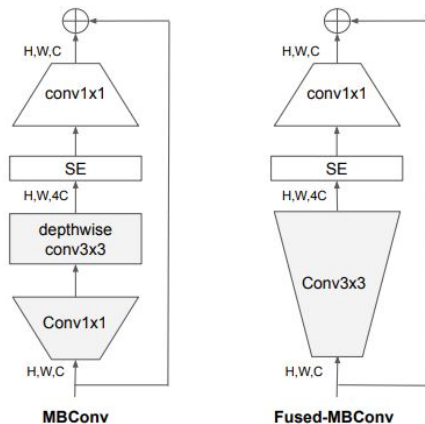 H,W,C
conv1x1
SE
H,W,4C
depthwise
conv3x3
Conv1x1
H,W,C
MBConv
H,W,C
conv1x1
SE
H,W,4C
Conv3x3
H,W,C
Fused-MBConv